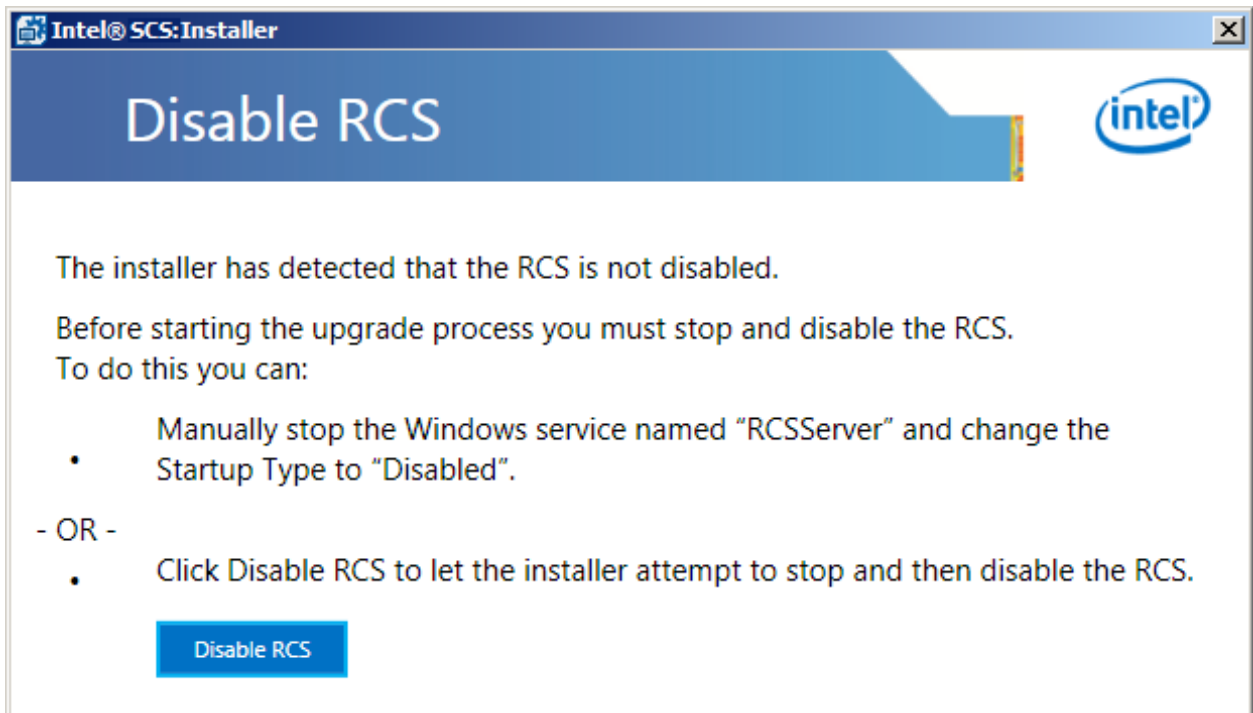 Intel® SCS:Installer
Disable RCS
intel®
The installer has detected that the RCS is not disabled.
Before starting the upgrade process you must stop and disable the RCS.
To do this you can:
Manually stop the Windows service named “RCSServer” and change the
• Startup Type to “Disabled”.
- OR -
• Click Disable RCS to let the installer attempt to stop and then disable the RCS.
Disable RCS